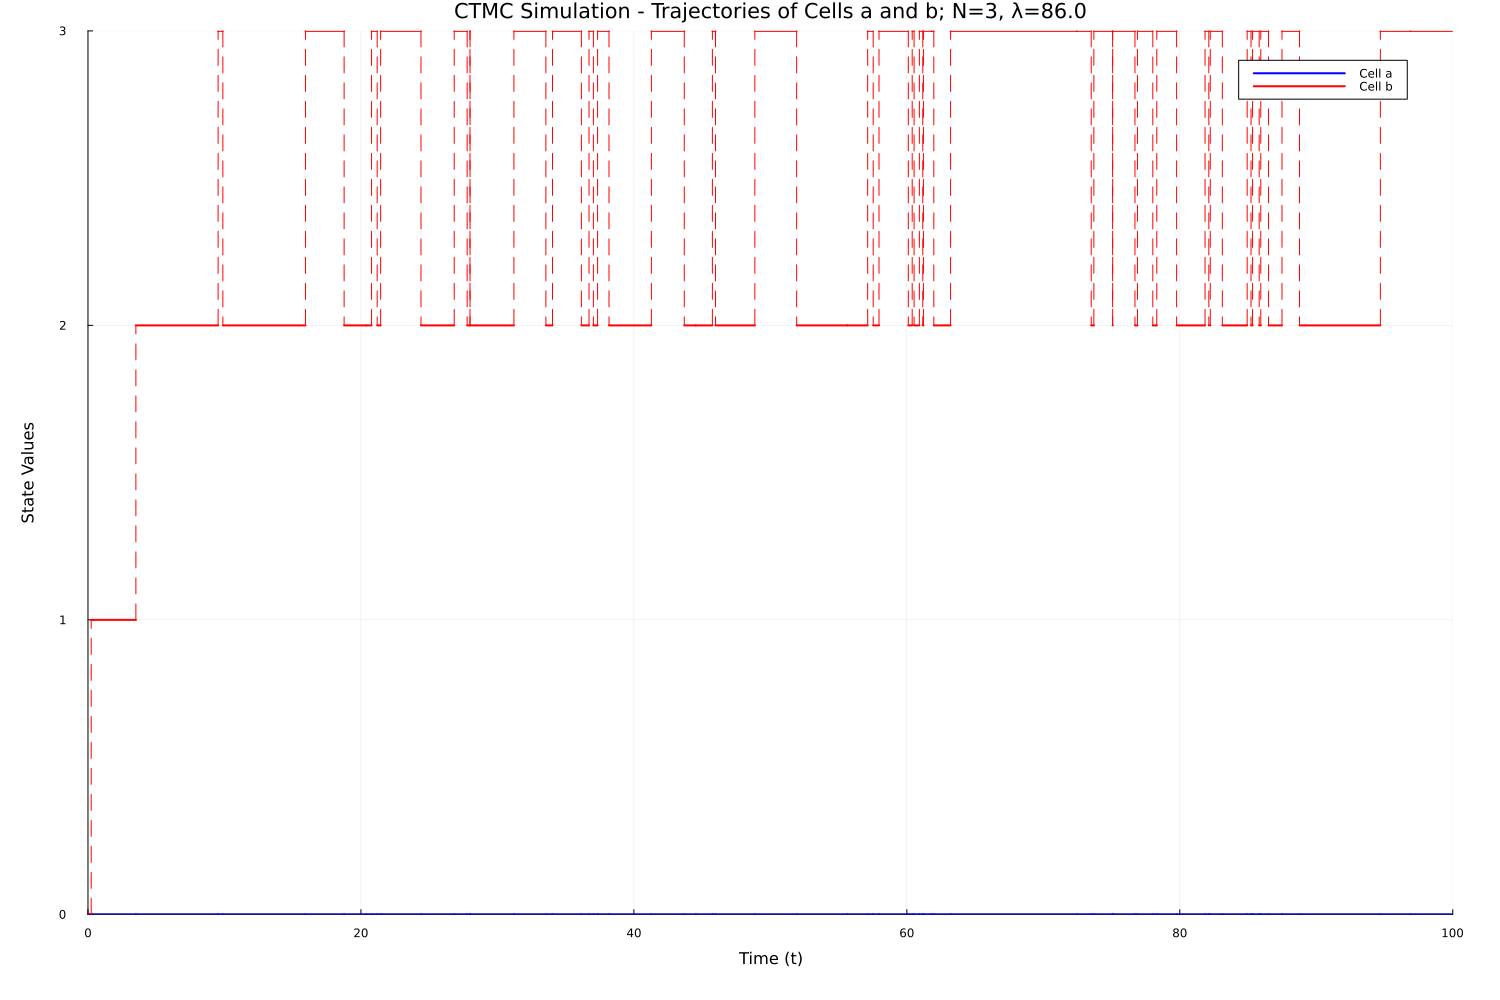 CTMC Simulation - Trajectories of Cells a and b; N=3, λ=86.0
3
Cell a
Cell b
2
State Values
1
0
0 20 40 60 80 100
Time (t)